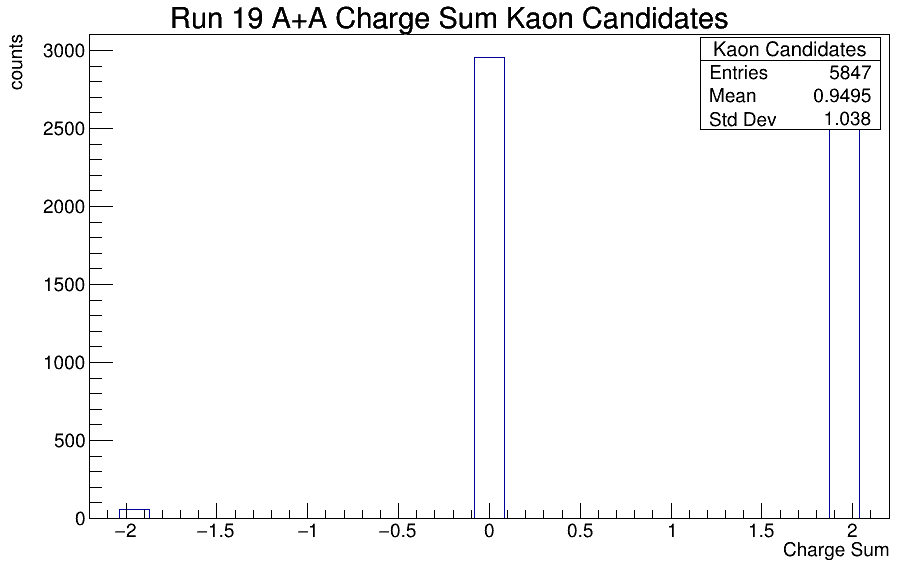 Run 19 A+A Charge Sum Kaon Candidates
counts
Kaon Candidates
Entries 5847
Mean 0.9495
Std Dev 1.038
3000
2500
2000
1500
1000
500
0
−2 −1.5 −1 −0.5 0 0.5 1 1.5 2
Charge Sum